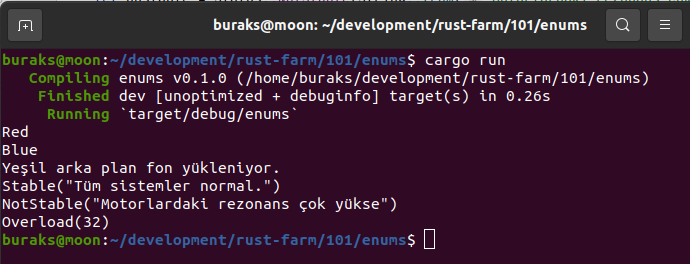 buraks@moon: ~/development/rust-farm/101/enums
buraks@moon:~/development/rust-farm/101/enums$ cargo run
Compiling enums v0.1.0 (/home/buraks/development/rust-farm/101/enums)
Finished dev [unoptimized + debuginfo] target(s) in 0.26s
Running `target/debug/enums`
Red
Blue
Yeşil arka plan fon yükleniyor.
Stable("Tüm sistemler normal.")
NotStable("Motorlardaki rezonans çok yükse")
Overload(32)
buraks@moon:~/development/rust-farm/101/enums$